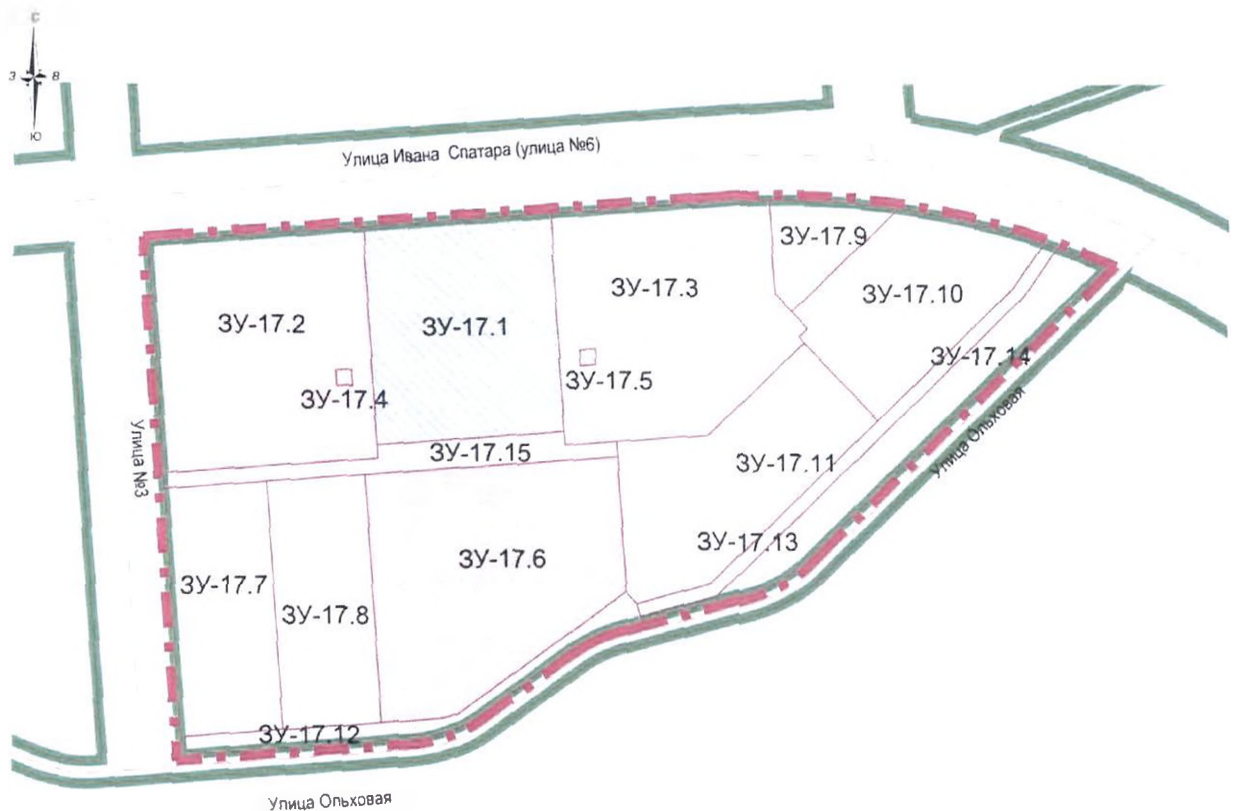 С
З В
Ю
Улица Ивана Спатара (улица №6)
ЗУ-17.9
ЗУ-17.3
ЗУ-17.10
ЗУ-17.2
ЗУ-17.1
ЗУ-17.14
ЗУ-17.5
ЗУ-17.4
Улица №3
Улица Ольховая
ЗУ-17.15
ЗУ-17.11
ЗУ-17.13
ЗУ-17.6
ЗУ-17.7
ЗУ-17.8
ЗУ-17.12
Улица Ольховая